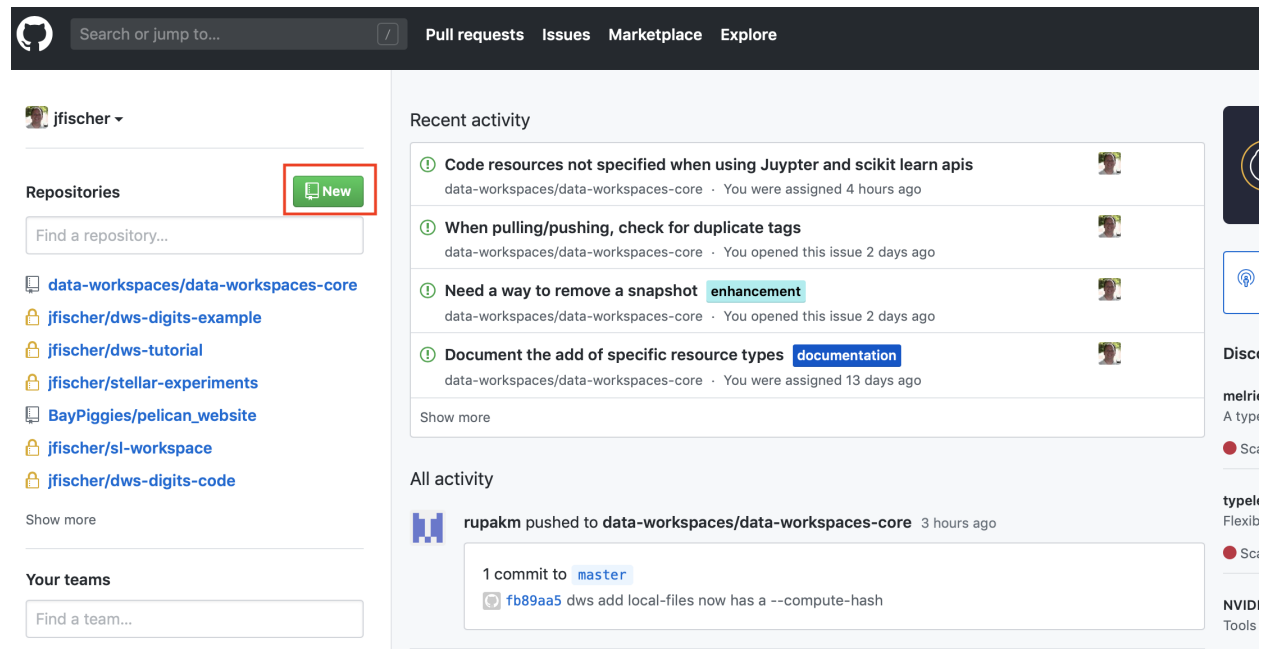 Search or jump to... /
Pull requests Issues Marketplace Explore
jfischer
Repositories
New
Find a repository...
data-workspaces/data-workspaces-core
jfischer/dws-digits-example
jfischer/dws-tutorial
jfischer/stellar-experiments
BayPiggies/pelican_website
jfischer/sl-workspace
jfischer/dws-digits-code
Show more
Your teams
Find a team...
Recent activity
Code resources not specified when using Juypter and scikit learn apis
data-workspaces/data-workspaces-core · You were assigned 4 hours ago
When pulling/pushing, check for duplicate tags
data-workspaces/data-workspaces-core · You opened this issue 2 days ago
Need a way to remove a snapshot enhancement
data-workspaces/data-workspaces-core · You opened this issue 2 days ago
Document the add of specific resource types documentation
data-workspaces/data-workspaces-core · You were assigned 13 days ago
Show more
All activity
rupakm pushed to data-workspaces/data-workspaces-core 3 hours ago
1 commit to master
fb89aa5 dws add local-files now has a --compute-hash
A type
Tools